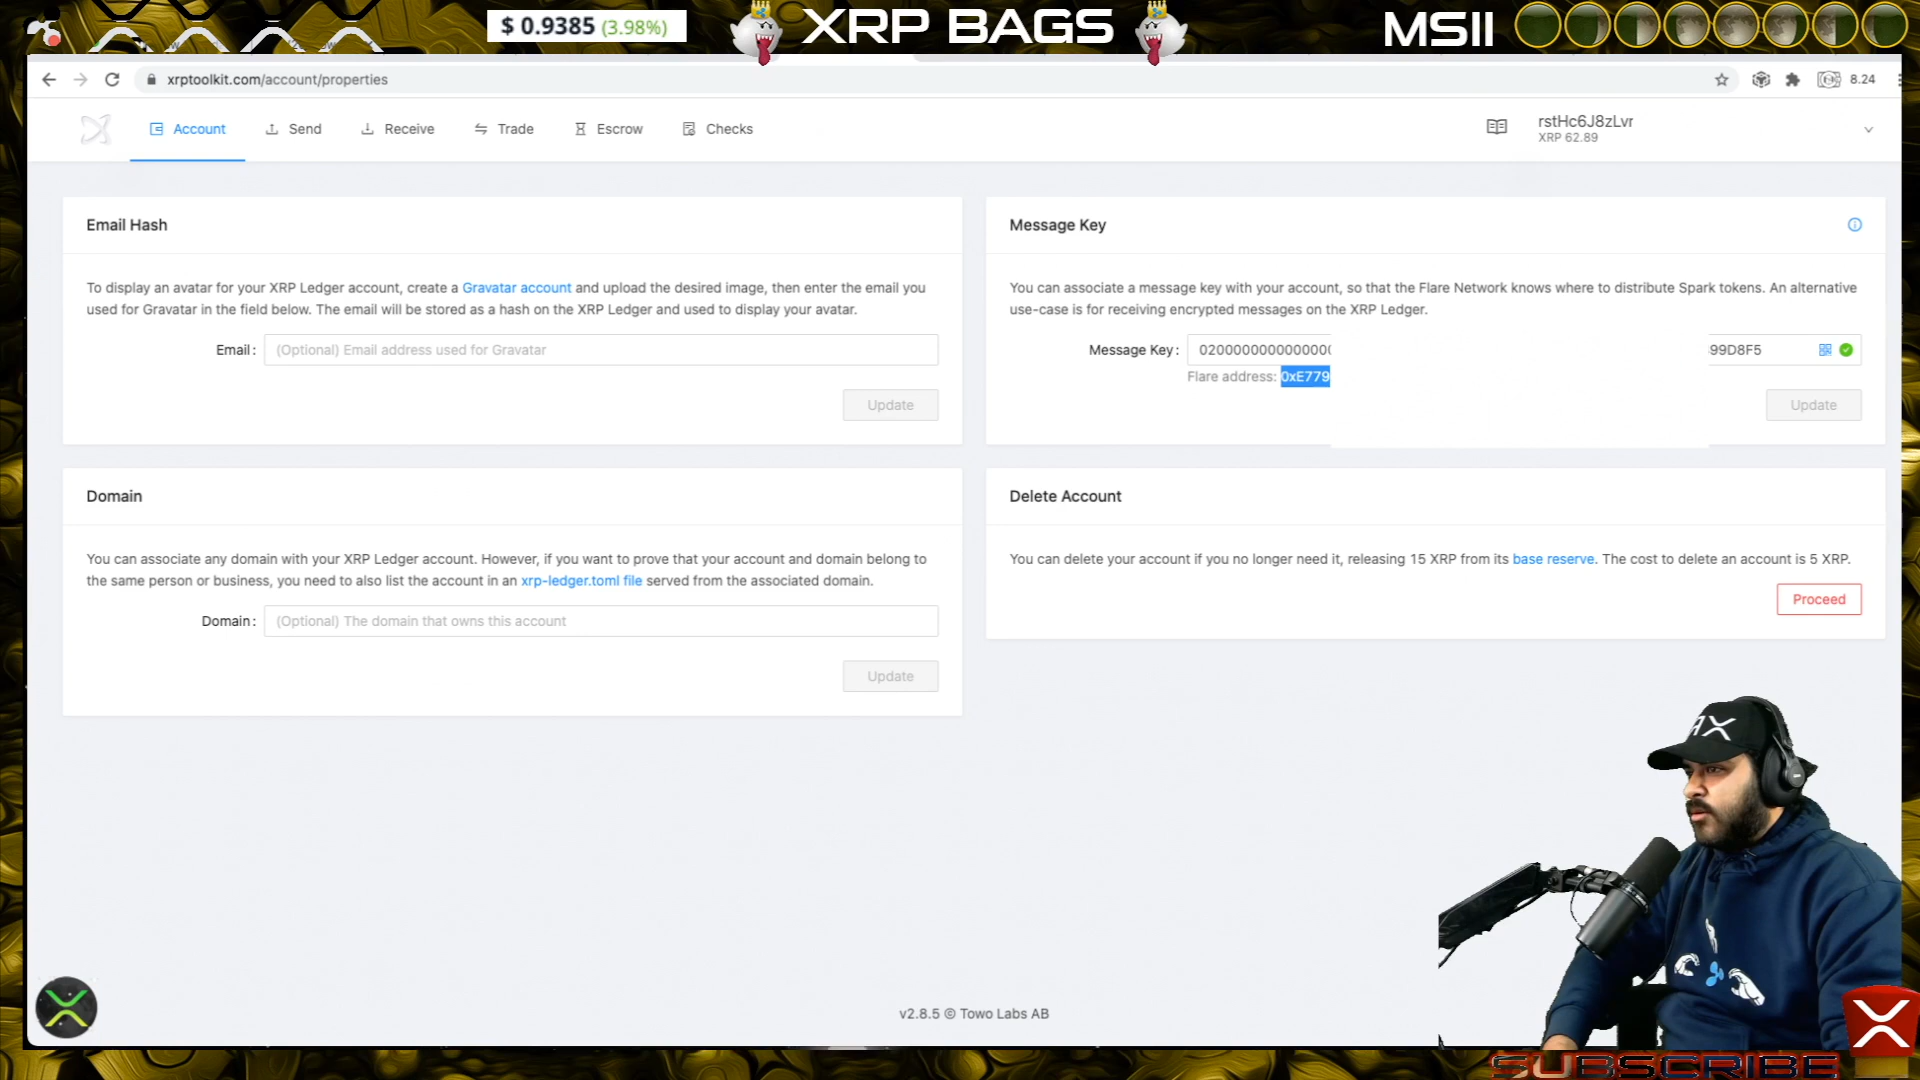 $ 0.9385 (3.98%)
XRP BAGS
MSII
xrptoolkit.com/account/properties
8.24
Account
Send
Receive
Trade
Escrow
Checks
rstHc6J8zLvr
XRP 62.89
Email Hash
To display an avatar for your XRP Ledger account, create a Gravatar account and upload the desired image, then enter the email you
used for Gravatar in the field below. The email will be stored as a hash on the XRP Ledger and used to display your avatar.
Email :
(Optional) Email address used for Gravatar
Update
Message Key
You can associate a message key with your account, so that the Flare Network knows where to distribute Spark tokens. An alternative
use-case is for receiving encrypted messages on the XRP Ledger.
Message Key :
99D8F5
Flare address: 0xE779
Update
Domain
You can associate any domain with your XRP Ledger account. However, if you want to prove that your account and domain belong to
the same person or business, you need to also list the account in an xrp-ledger.toml file served from the associated domain.
Domain :
(Optional) The domain that owns this account
Update
Delete Account
You can delete your account if you no longer need it, releasing 15 XRP from its base reserve. The cost to delete an account is 5 XRP.
Proceed
v2.8.5 © Towo Labs AB
SUBSCRIBE